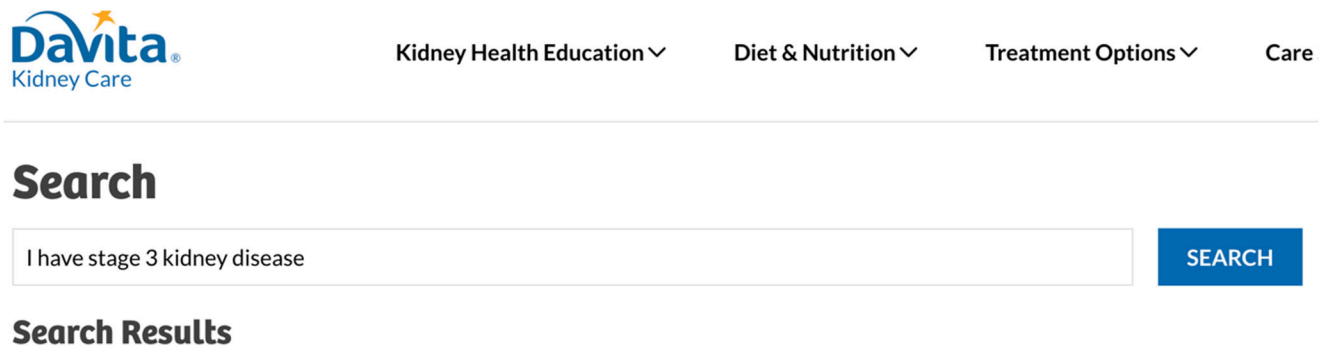 DaVita®
Kidney Care
Kidney Health Education
Diet & Nutrition
Treatment Options
Care
Search
I have stage 3 kidney disease
SEARCH
Search Results